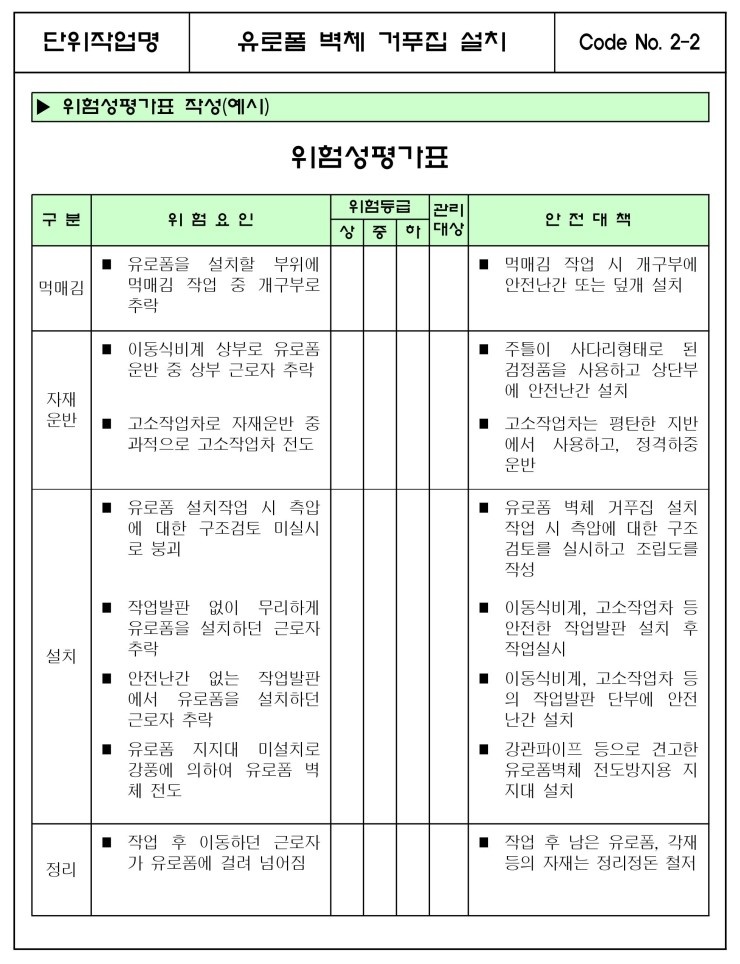 단위작업명 유로폼 벽체 거푸집 설치 Code No. 2-2
▶ 위험성평가표 작성(예시)
위험성평가표
구 분 위 험 요 인 위험등급 관리대상 안 전 대 책
상 중 하
먹매김
■ 유로폼을 설치할 부위에
먹매김 작업 중 개구부로
추락
■ 먹매김 작업 시 개구부에
안전난간 또는 덮개 설치
자재
운반
■ 이동식비계 상부로 유로폼
운반 중 상부 근로자 추락
■ 주틀이 사다리형태로 된
검정품을 사용하고 상단부
에 안전난간 설치
■ 고소작업차로 자재운반 중
과적으로 고소작업차 전도
■ 고소작업차는 평탄한 지반
에서 사용하고, 정격하중
운반
설치
■ 유로폼 설치작업 시 측압
에 대한 구조검토 미실시
로 붕괴
■ 유로폼 벽체 거푸집 설치
작업 시 측압에 대한 구조
검토를 실시하고 조립도를
작성
■ 작업발판 없이 무리하게
유로폼을 설치하던 근로자
추락
■ 이동식비계, 고소작업차 등
안전한 작업발판 설치 후
작업실시
■ 안전난간 없는 작업발판
에서 유로폼을 설치하던
근로자 추락
■ 이동식비계, 고소작업차 등
의 작업발판 단부에 안전
난간 설치
■ 유로폼 지지대 미설치로
강풍에 의하여 유로폼 벽
체 전도
■ 강관파이프 등으로 견고한
유로폼벽체 전도방지용 지
지대 설치
정리
■ 작업 후 이동하던 근로자
가 유로폼에 걸려 넘어짐
■ 작업 후 남은 유로폼, 각재
등의 자재는 정리정돈 철저